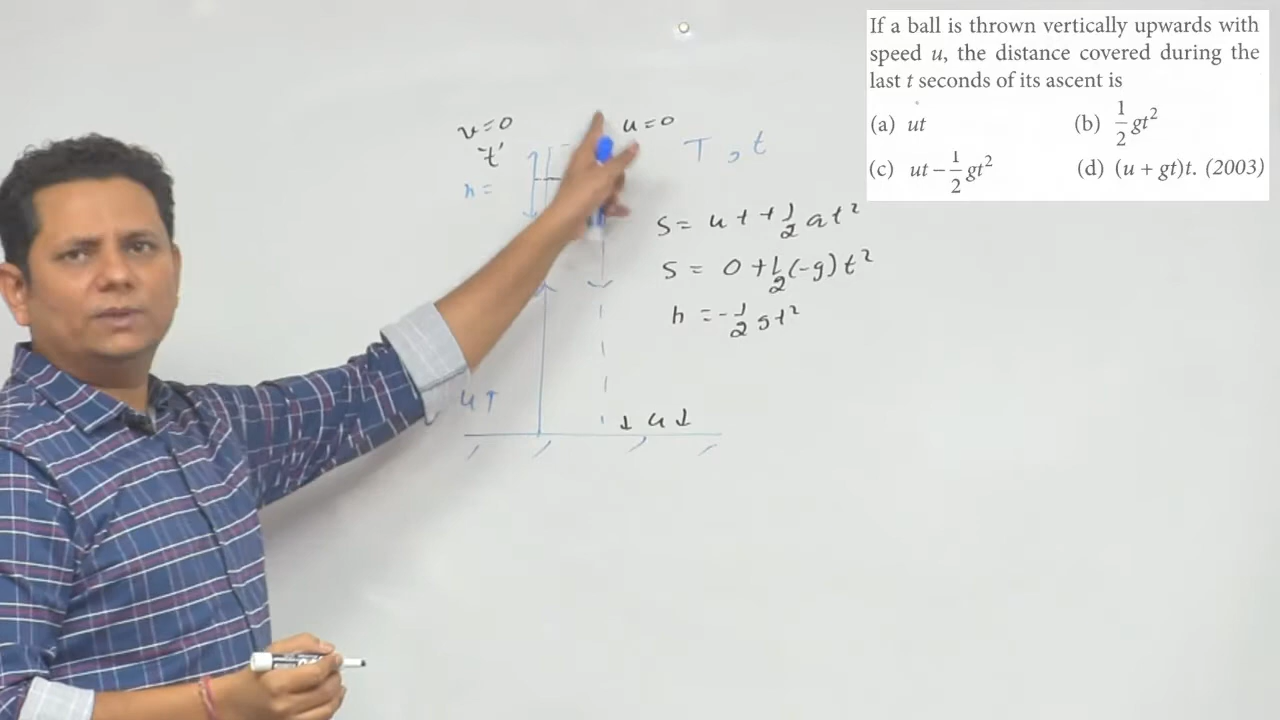 If a ball is thrown vertically upwards with
speed u, the distance covered during the
last t seconds of its ascent is
(a) ut
(b) 1/2 gt²
(c) ut − 1/2 gt²
(d) (u + gt)t. (2003)
v=0
u=0
't'
T, t
h =
S = ut + 1/2 at²
S = 0 + 1/2 (-g) t²
h = - 1/2 gt²
u ↑
↓ u ↓